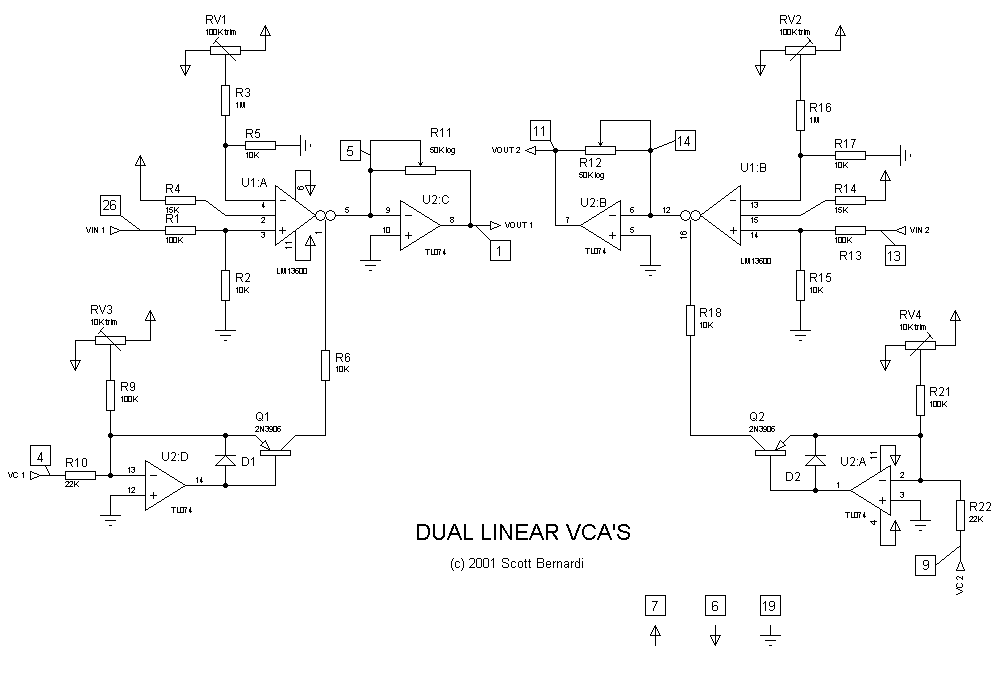 RV1
100K trim
RV2
100K trim
R3
1M
R16
1M
R5
10K
R11
50K log
R17
10K
5
11
14
VOUT 2
R12
50K log
U1:A
6
U1:B
R4
15K
4
2
3
11
1
5
26
VIN 1
R1
100K
LM13600
9
10
8
U2:C
TL074
VOUT 1
1
7
6
5
U2:B
TL074
12
16
13
15
14
LM13600
R14
15K
VIN 2
100K
R13
13
R2
10K
R15
10K
RV3
10K trim
R18
10K
RV4
10K trim
R6
10K
R9
100K
R21
100K
Q1
2N3906
Q2
2N3906
4
VC 1
R10
22K
13
12
14
U2:D
TL074
D1
D2
U2:A
11
1
2
3
4
TL074
R22
22K
9
VC 2
DUAL LINEAR VCA'S
(c) 2001 Scott Bernardi
7
6
19